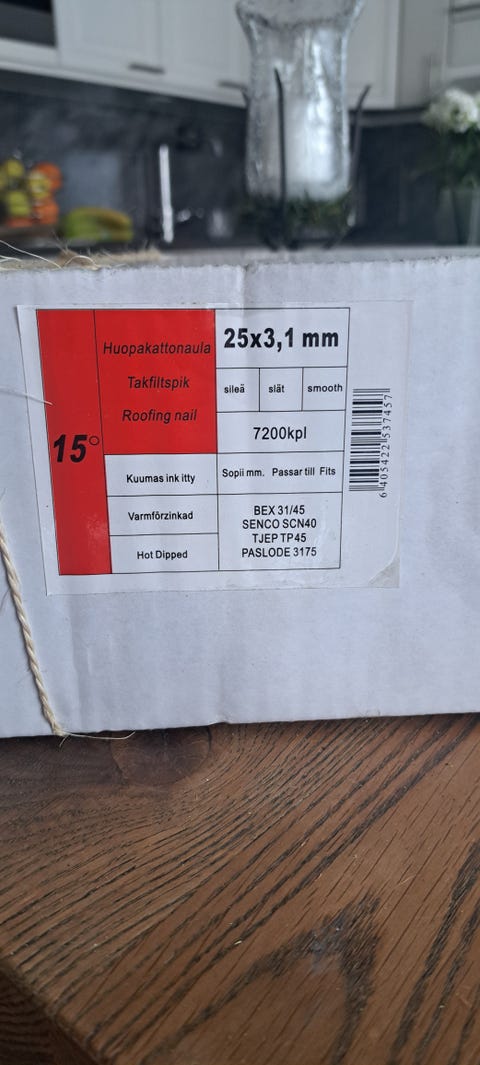 15°
Huopakattonaula
Takfiltspik
Roofing nail
25x3,1 mm
sileä slät smooth
7200kpl
Kuumas ink itty
Varmförzinkad
Hot Dipped
Sopii mm. Passar till Fits
BEX 31/45
SENCO SCN40
TJEP TP45
PASLODE 3175
6405422537457